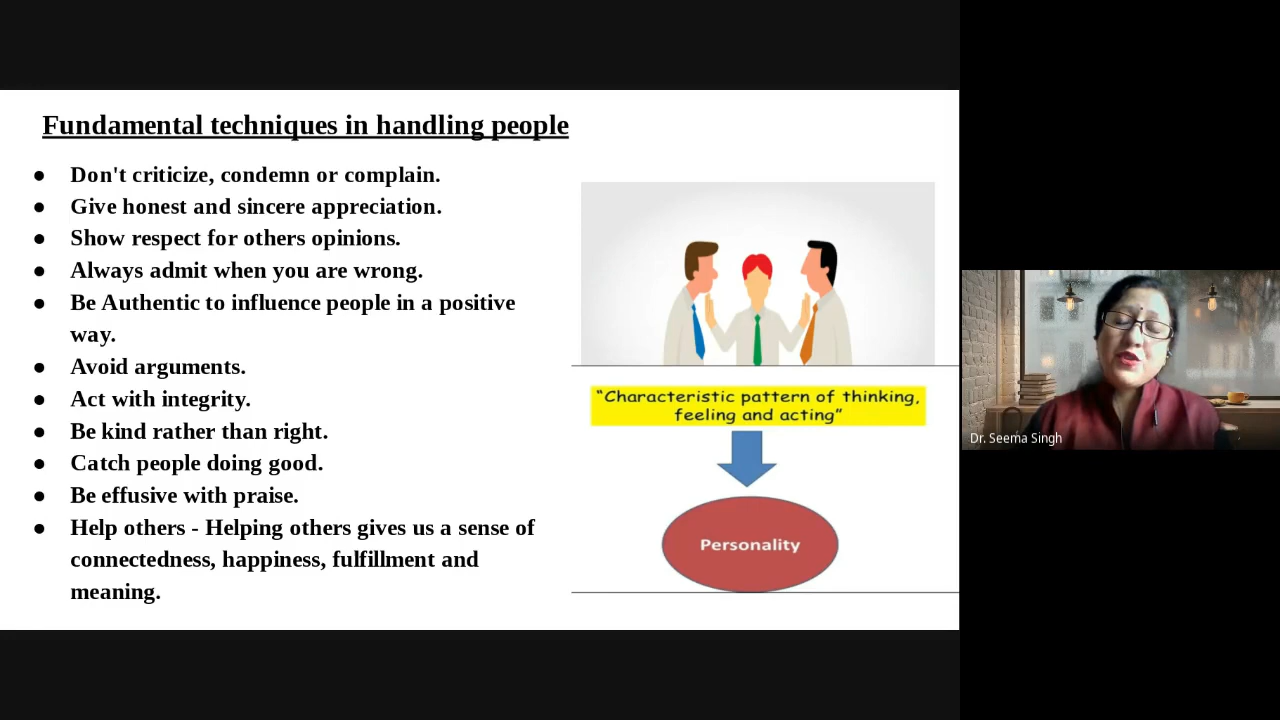 Fundamental techniques in handling people
● Don't criticize, condemn or complain.
● Give honest and sincere appreciation.
● Show respect for others opinions.
● Always admit when you are wrong.
● Be Authentic to influence people in a positive
way.
● Avoid arguments.
● Act with integrity.
● Be kind rather than right.
● Catch people doing good.
● Be effusive with praise.
● Help others - Helping others gives us a sense of
connectedness, happiness, fulfillment and
meaning.
“Characteristic pattern of thinking,
feeling and acting”
Personality
Dr. Seema Singh